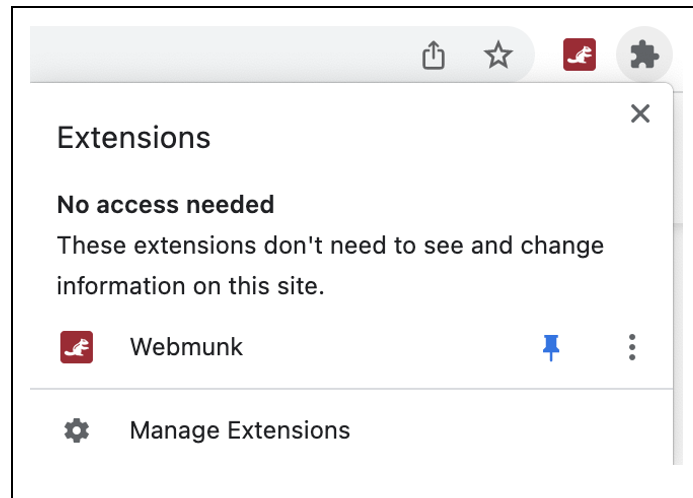 Extensions
No access needed
These extensions don't need to see and change
information on this site.
Webmunk
Manage Extensions